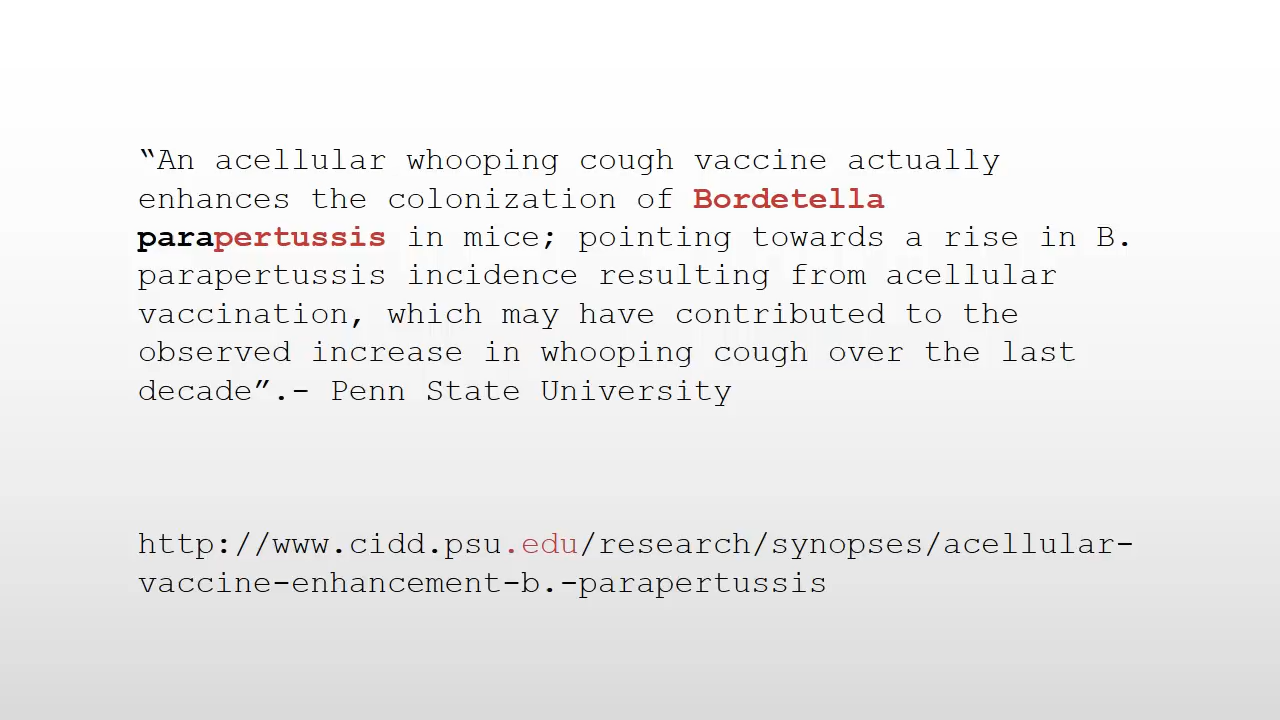 “An acellular whooping cough vaccine actually
enhances the colonization of Bordetella
parapertussis in mice; pointing towards a rise in B.
parapertussis incidence resulting from acellular
vaccination, which may have contributed to the
observed increase in whooping cough over the last
decade”.- Penn State University
http://www.cidd.psu.edu/research/synopses/acellular-
vaccine-enhancement-b.-parapertussis